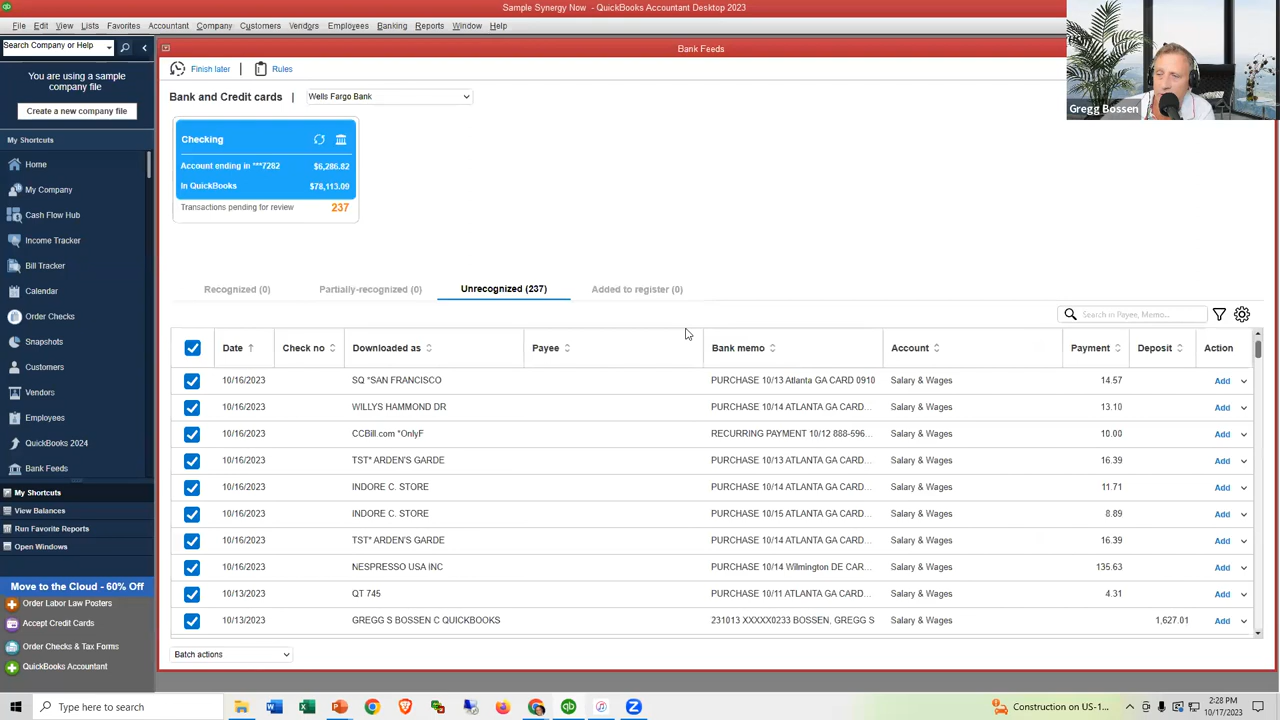 Sample Synergy Now - QuickBooks Accountant Desktop 2023
File Edit View Lists Favorites Accountant Company Customers Vendors Employees Banking Reports Window Help
Search Company or Help
You are using a sample
company file
Create a new company file
My Shortcuts
Home
My Company
Cash Flow Hub
Income Tracker
Bill Tracker
Calendar
Order Checks
Snapshots
Customers
Vendors
Employees
QuickBooks 2024
Bank Feeds
My Shortcuts
View Balances
Run Favorite Reports
Open Windows
Move to the Cloud - 60% Off
Order Labor Law Posters
Accept Credit Cards
Order Checks & Tax Forms
QuickBooks Accountant
Bank Feeds
Finish later | Rules
Bank and Credit cards | Wells Fargo Bank
Checking
Account ending in ***7282 $6,286.82
In QuickBooks $78,113.09
Transactions pending for review 237
Recognized (0) Partially-recognized (0) Unrecognized (237) Added to register (0)
Search in Payee, Memo...
Date Check no Downloaded as Payee Bank memo Account Payment Deposit Action
10/16/2023 SQ *SAN FRANCISCO PURCHASE 10/13 Atlanta GA CARD 0910 Salary & Wages 14.57 Add
10/16/2023 WILLYS HAMMOND DR PURCHASE 10/14 ATLANTA GA CARD... Salary & Wages 13.10 Add
10/16/2023 CCBill.com *OnlyF RECURRING PAYMENT 10/12 888-596... Salary & Wages 10.00 Add
10/16/2023 TST* ARDEN'S GARDE PURCHASE 10/13 ATLANTA GA CARD... Salary & Wages 16.39 Add
10/16/2023 INDORE C. STORE PURCHASE 10/14 ATLANTA GA CARD... Salary & Wages 11.71 Add
10/16/2023 INDORE C. STORE PURCHASE 10/15 ATLANTA GA CARD... Salary & Wages 8.89 Add
10/16/2023 TST* ARDEN'S GARDE PURCHASE 10/14 ATLANTA GA CARD... Salary & Wages 16.39 Add
10/16/2023 NESPRESSO USA INC PURCHASE 10/14 Wilmington DE CAR... Salary & Wages 135.63 Add
10/13/2023 QT 745 PURCHASE 10/11 ATLANTA GA CARD... Salary & Wages 4.31 Add
10/13/2023 GREGG S BOSSEN C QUICKBOOKS 231013 XXXXX0233 BOSSEN, GREGG S Salary & Wages 1,627.01 Add
Batch actions
Gregg Bossen
Type here to search
Construction on US-1...
2:28 PM
10/17/2023